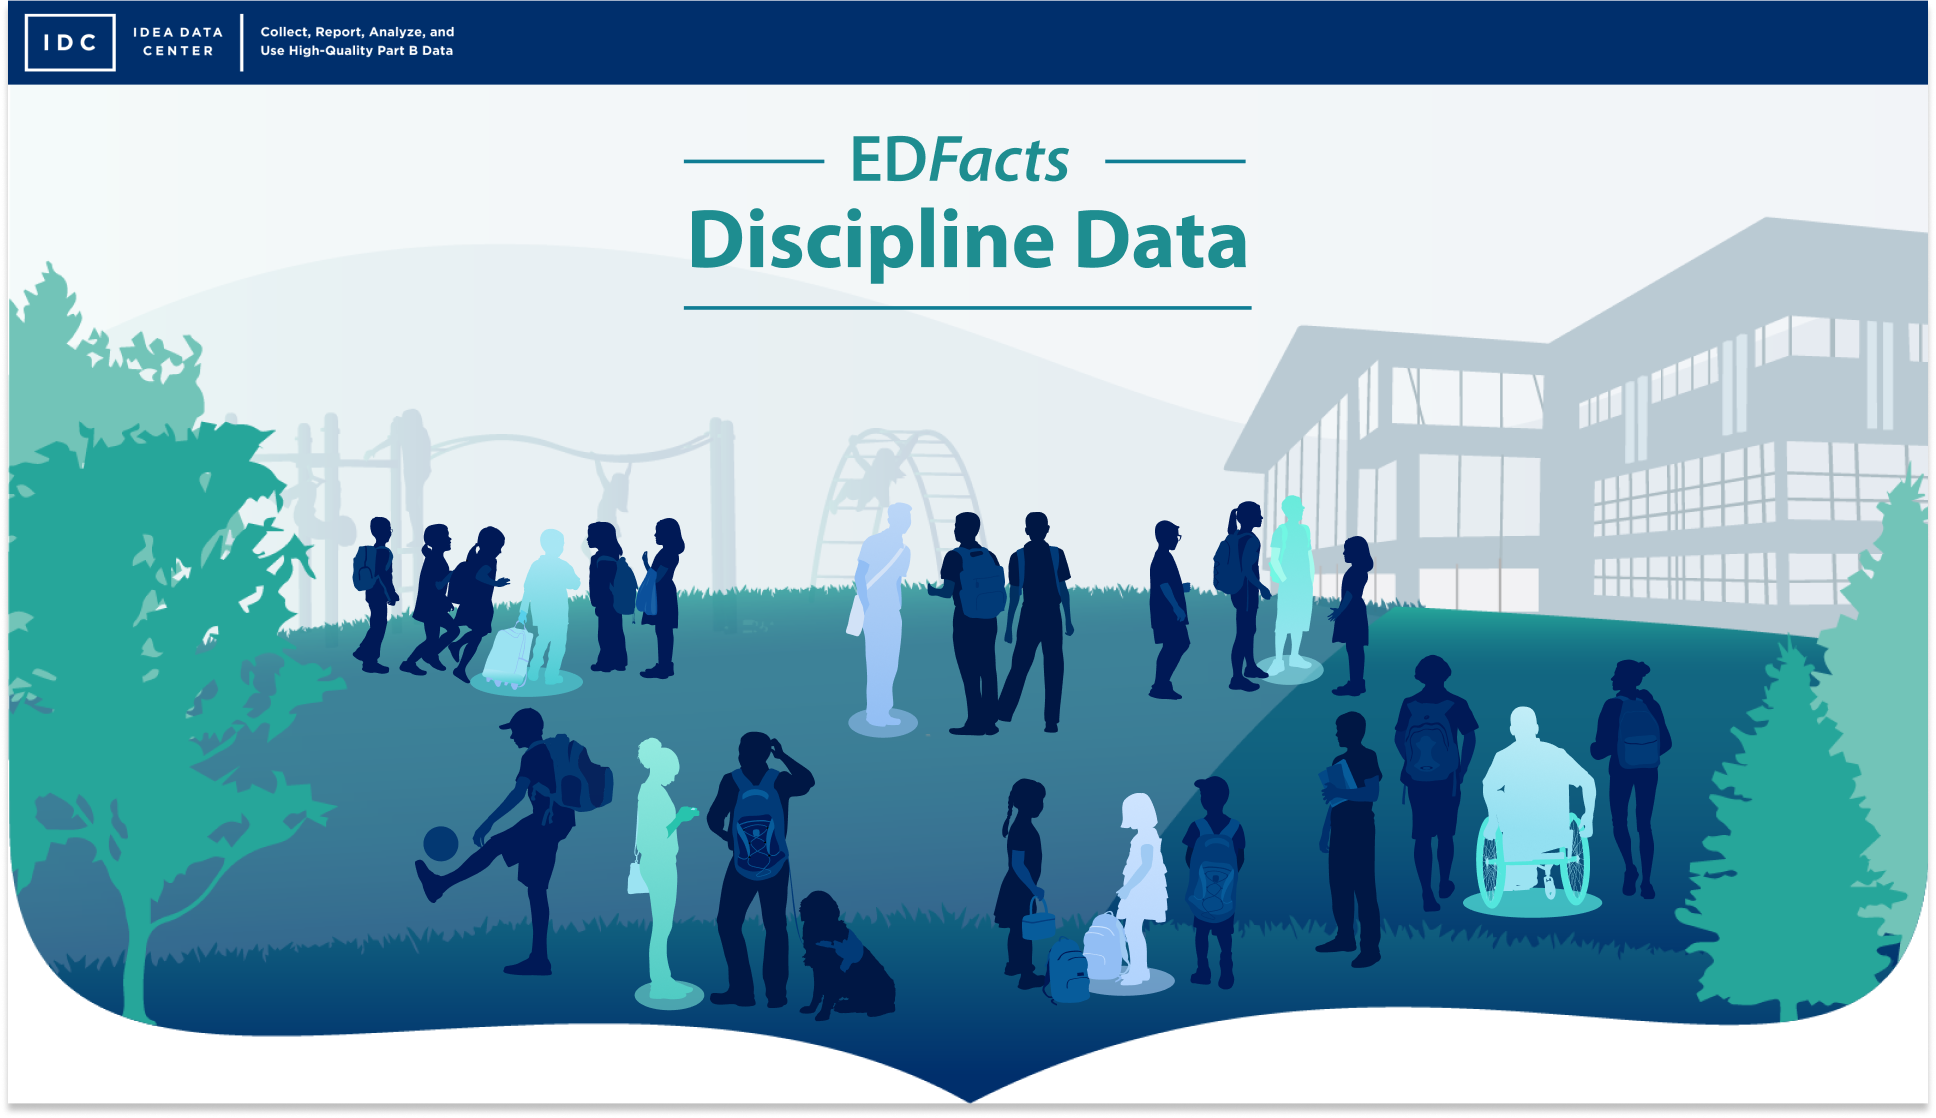 IDC
IDEA DATA
CENTER
Collect, Report, Analyze, and
Use High-Quality Part B Data
EDFacts
Discipline Data